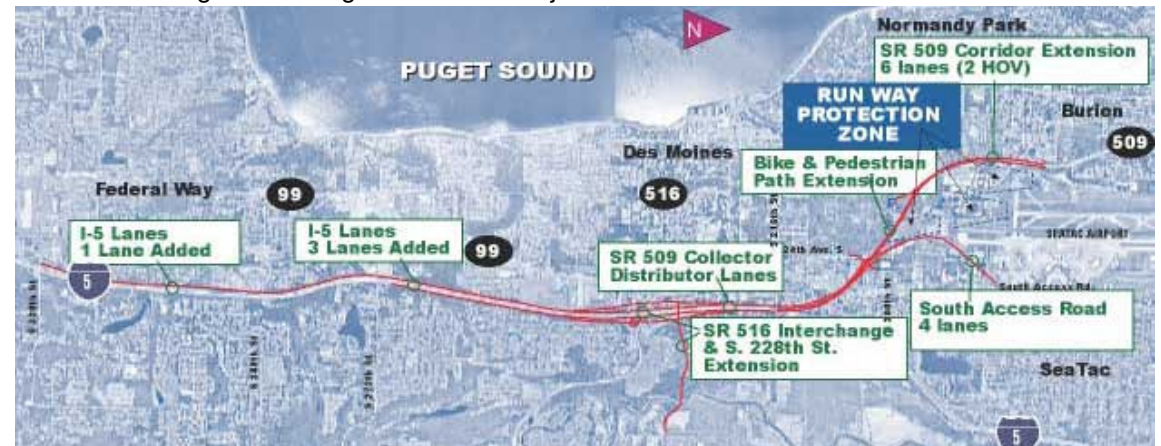 N
Normandy Park
SR 509 Corridor Extension
6 lanes (2 HOV)
PUGET SOUND
RUN WAY
PROTECTION
ZONE
Burion
509
Des Moines
Bike & Pedestrian
Path Extension
Federal Way
99
516
I-5 Lanes
1 Lane Added
I-5 Lanes
3 Lanes Added
99
SR 509 Collector
Distributor Lanes
SEATAC AIRPORT
5
South Access Rd.
South Access Road
4 lanes
SR 516 Interchange
& S. 228th St.
Extension
SeaTac
5